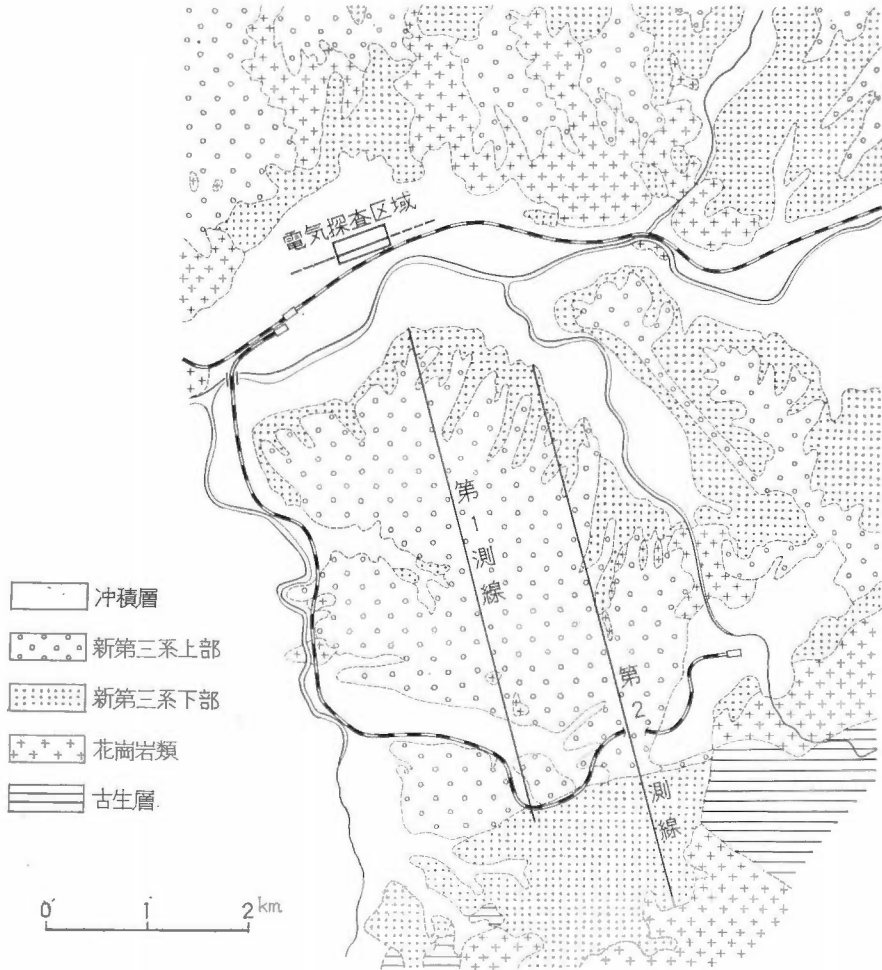 電気探査区域
第1測線
第2測線
沖積層
新第三系上部
新第三系下部
花崗岩類
古生層
0 1 2 km